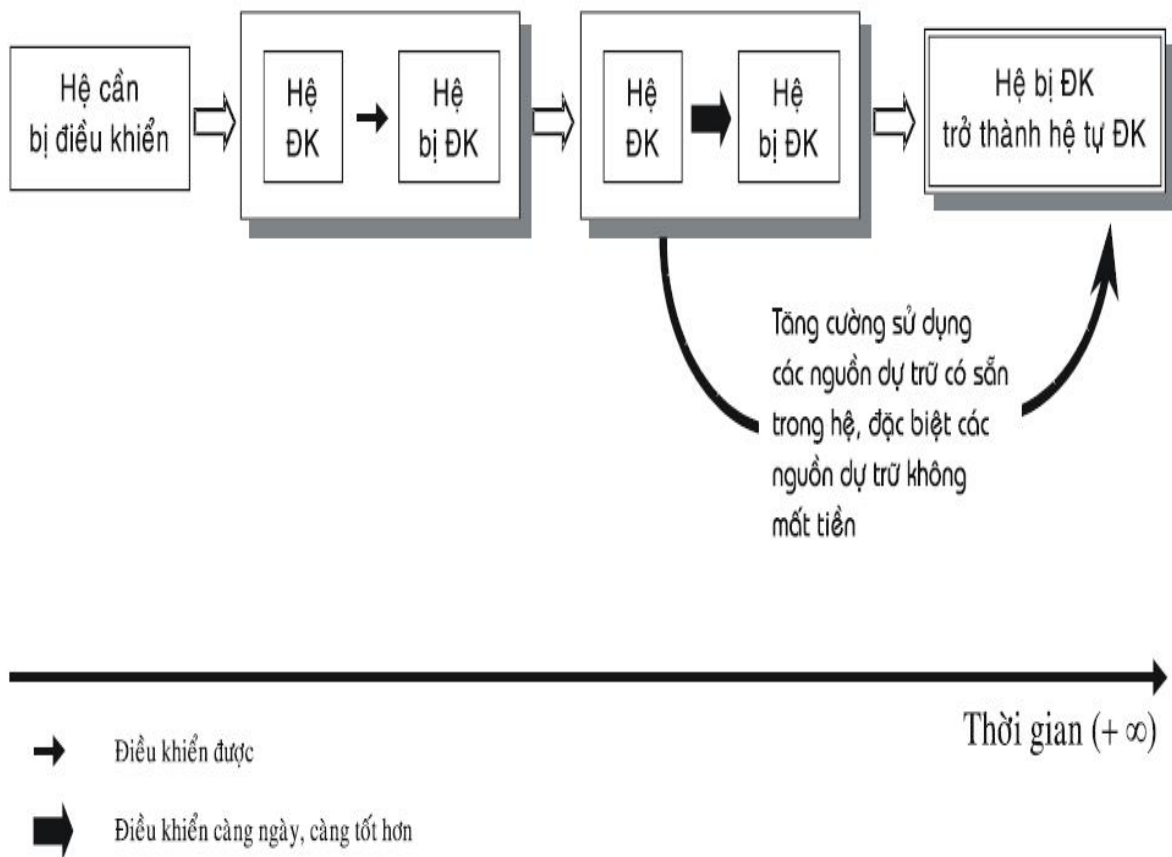 Hệ cần
bị điều khiển
Hệ
ĐK
Hệ
bị ĐK
Hệ
ĐK
Hệ
bị ĐK
Hệ bị ĐK
trở thành hệ tự ĐK
Tăng cường sử dụng
các nguồn dự trữ có sẵn
trong hệ, đặc biệt các
nguồn dự trữ không
mất tiền
Thời gian (+ ∞)
Điều khiển được
Điều khiển càng ngày, càng tốt hơn